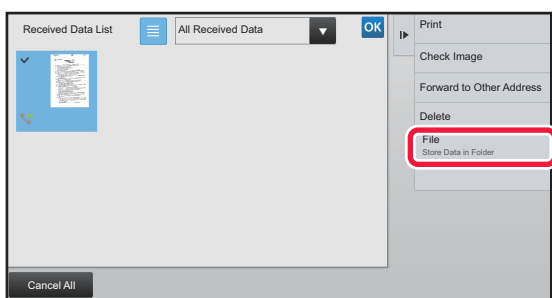 Received Data List
All Received Data
OK
Print
Check Image
Forward to Other Address
Delete
File
Store Data in Folder
Cancel All